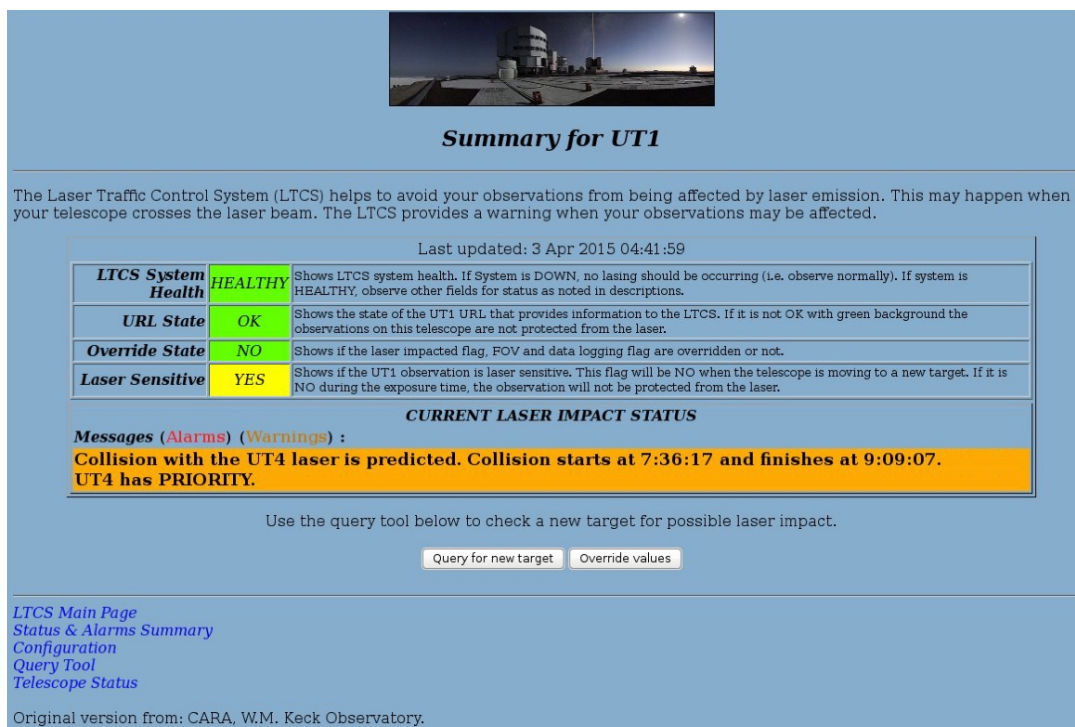 Summary for UT1
The Laser Traffic Control System (LTCS) helps to avoid your observations from being affected by laser emission. This may happen when
your telescope crosses the laser beam. The LTCS provides a warning when your observations may be affected.
Last updated: 3 Apr 2015 04:41:59
LTCS System
Health
HEALTHY
Shows LTCS system health. If System is DOWN, no lasing should be occurring (i.e. observe normally). If system is
HEALTHY, observe other fields for status as noted in descriptions.
URL State
OK
Shows the state of the UT1 URL that provides information to the LTCS. If it is not OK with green background the
observations on this telescope are not protected from the laser.
Override State
NO
Shows if the laser impacted flag, FOV and data logging flag are overridden or not.
Laser Sensitive
YES
Shows if the UT1 observation is laser sensitive. This flag will be NO when the telescope is moving to a new target. If it is
NO during the exposure time, the observation will not be protected from the laser.
CURRENT LASER IMPACT STATUS
Messages (Alarms) (Warnings) :
Collision with the UT4 laser is predicted. Collision starts at 7:36:17 and finishes at 9:09:07.
UT4 has PRIORITY.
Use the query tool below to check a new target for possible laser impact.
Query for new target
Override values
LTCS Main Page
Status & Alarms Summary
Configuration
Query Tool
Telescope Status
Original version from: CARA, W.M. Keck Observatory.